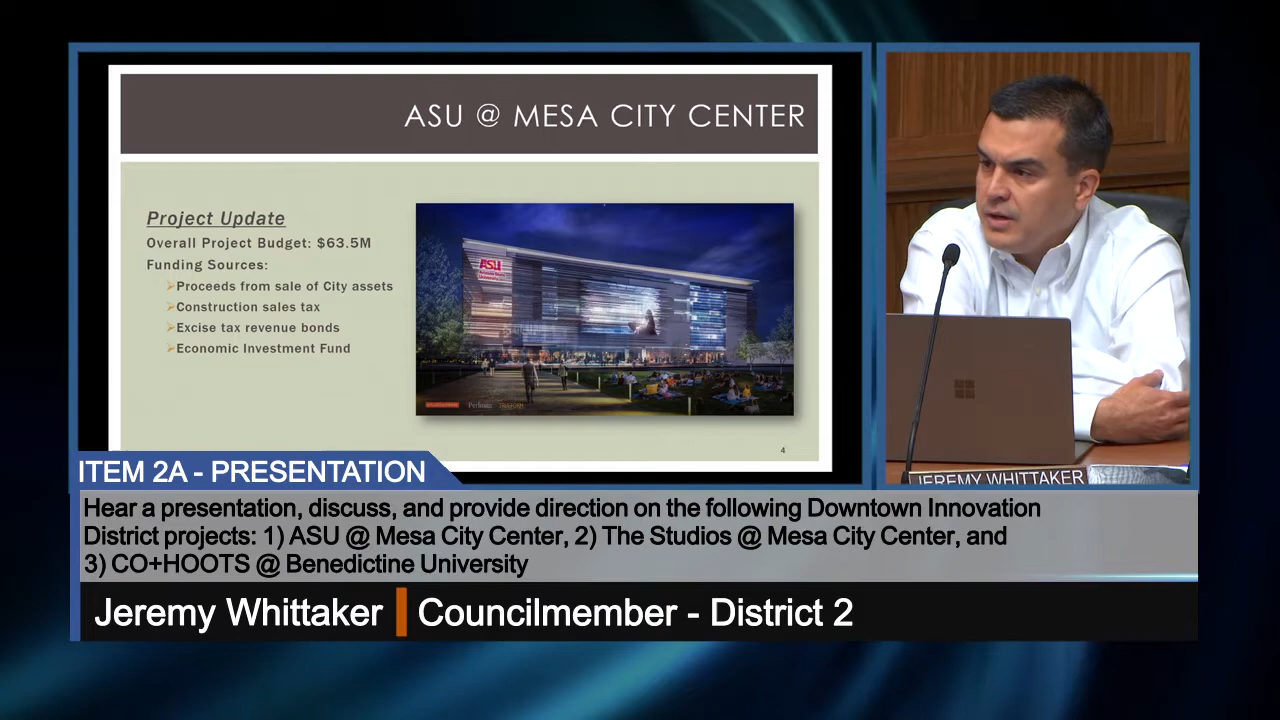 ASU @ MESA CITY CENTER
Project Update
Overall Project Budget: $63.5M
Funding Sources:
Proceeds from sale of City assets
Construction sales tax
Excise tax revenue bonds
Economic Investment Fund
ASU
Perlman
4
JEREMY WHITTAKER
ITEM 2A - PRESENTATION
Hear a presentation, discuss, and provide direction on the following Downtown Innovation
District projects: 1) ASU @ Mesa City Center, 2) The Studios @ Mesa City Center, and
3) CO+HOOTS @ Benedictine University
Jeremy Whittaker Councilmember - District 2